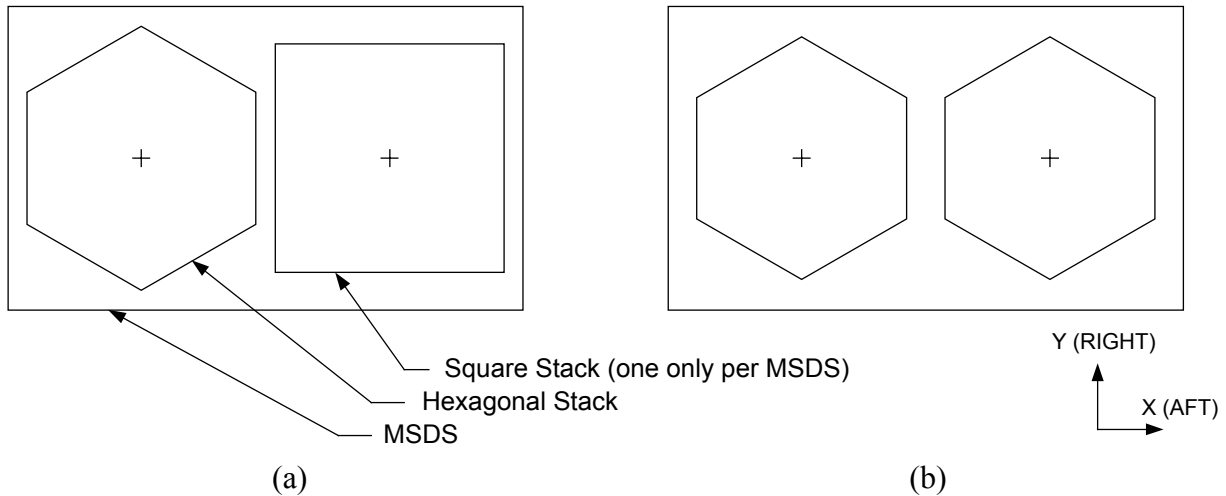 Y (RIGHT)
Square Stack (one only per MSDS)
Hexagonal Stack
X (AFT)
MSDS
(a)
(b)